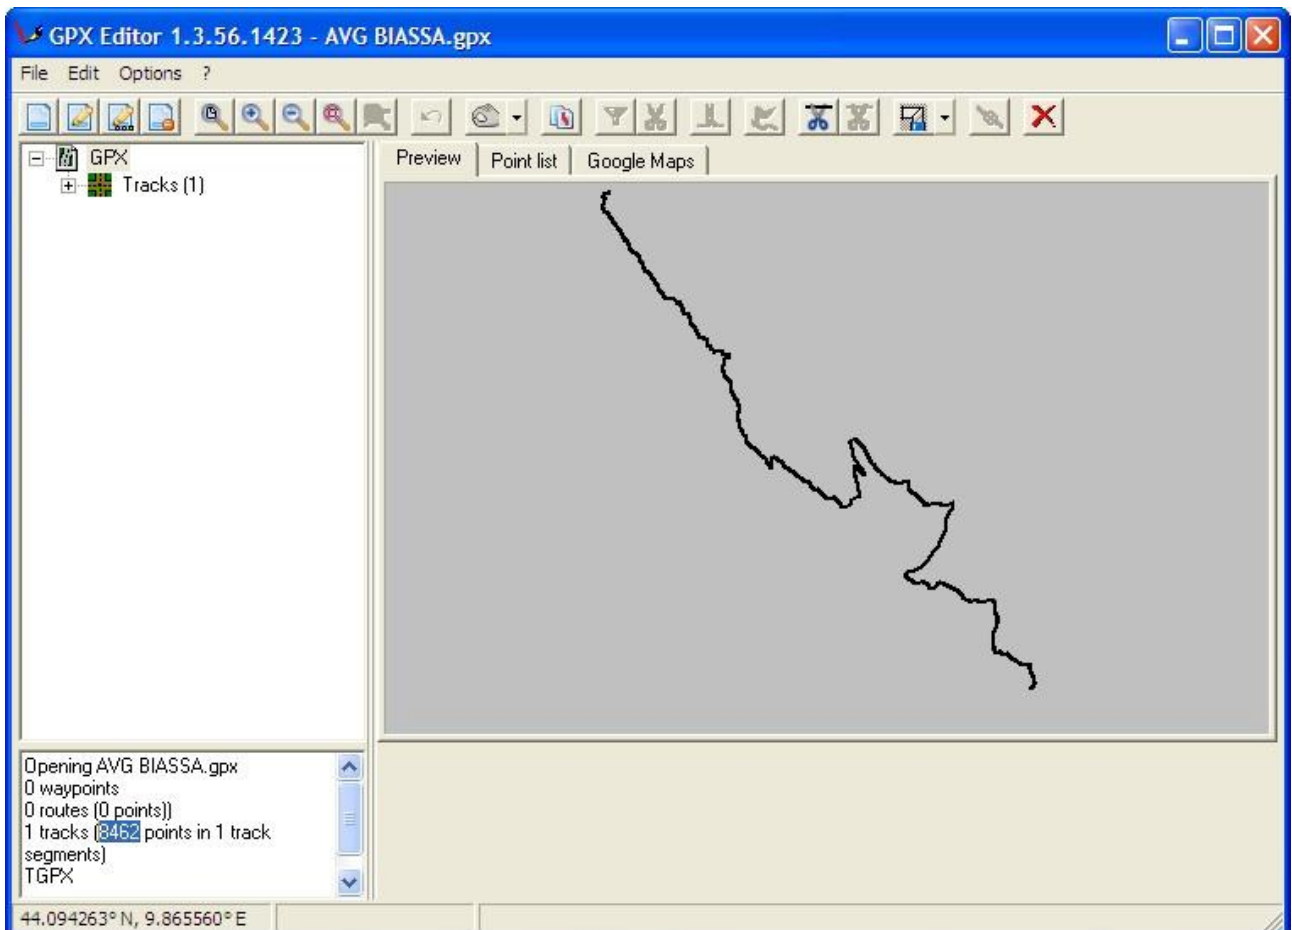 GPX Editor 1.3.56.1423 - AVG BIASSA.gpx
File Edit Options ?
GPX
Tracks (1)
Preview Point list Google Maps
Opening AVG BIASSA.gpx
0 waypoints
0 routes (0 points))
1 tracks (8462 points in 1 track
segments)
TGPX
44.094263° N, 9.865560° E